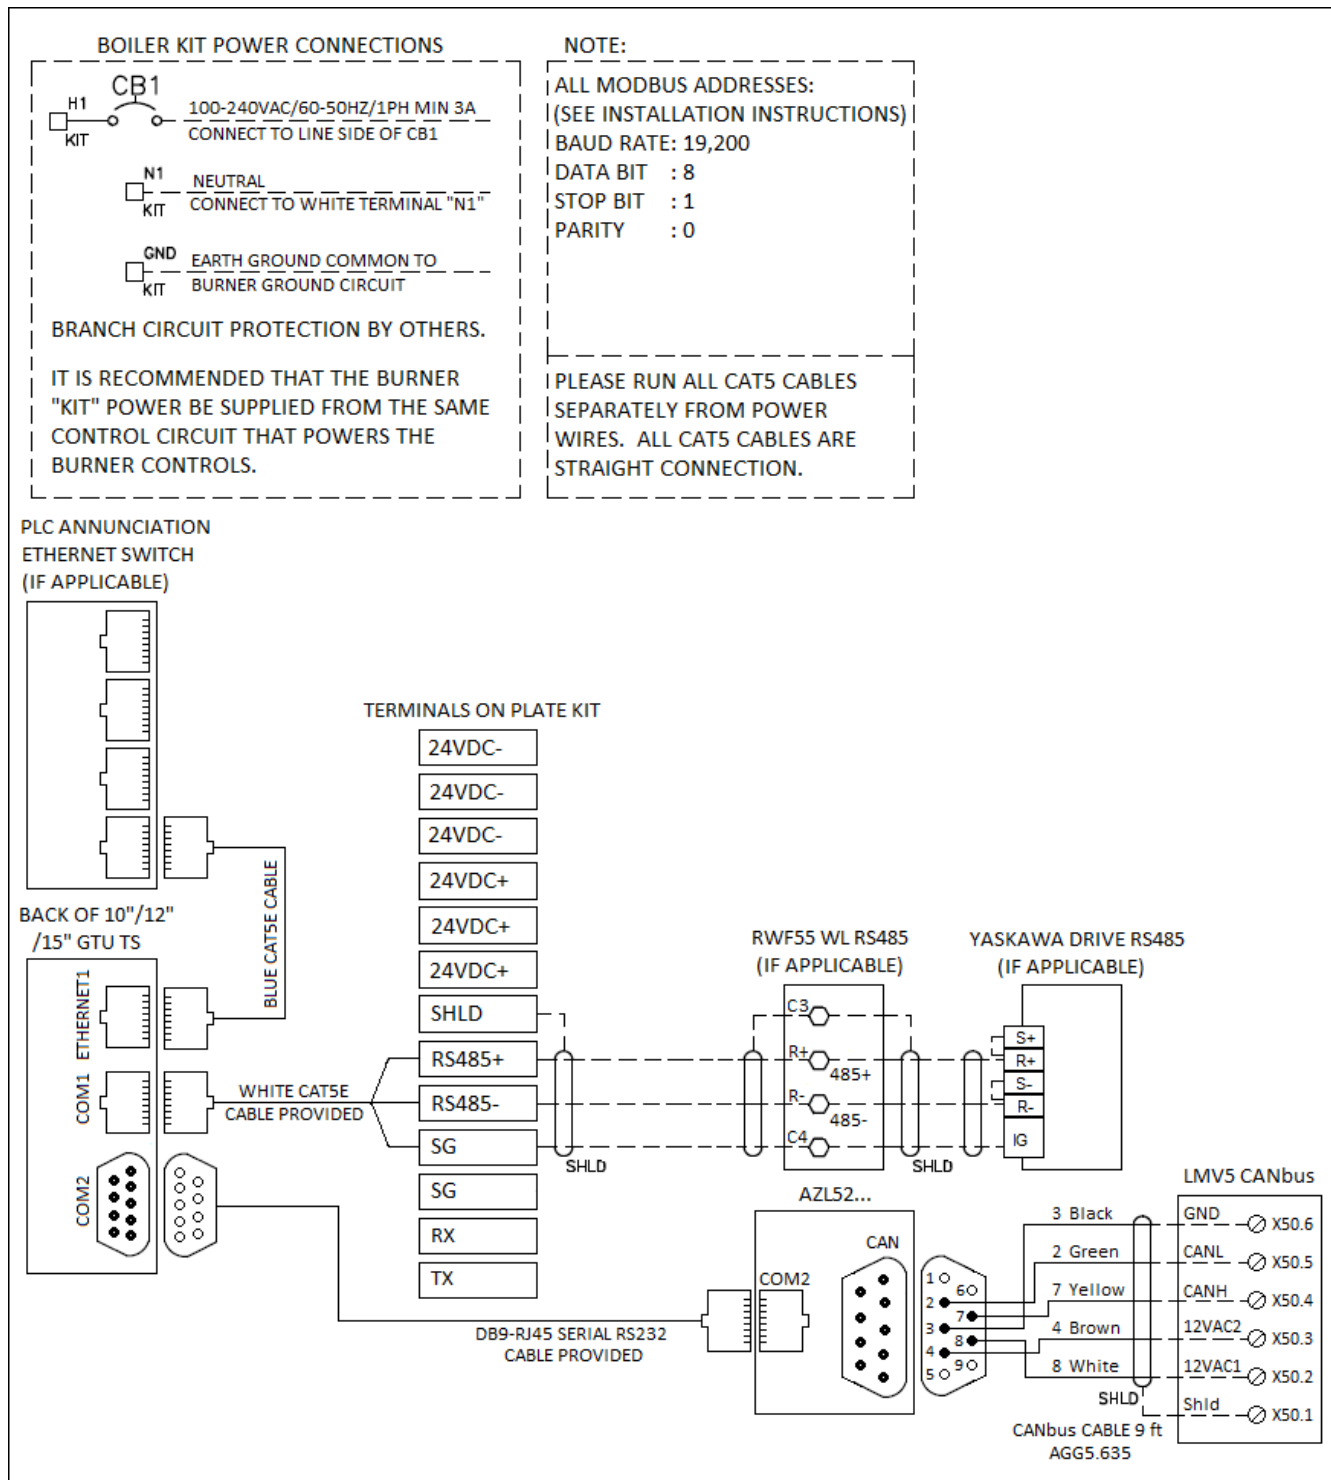 BOILER KIT POWER CONNECTIONS
CB1
H1
KIT
100-240VAC/60-50HZ/1PH MIN 3A
CONNECT TO LINE SIDE OF CB1
N1
KIT
NEUTRAL
CONNECT TO WHITE TERMINAL "N1"
GND
KIT
EARTH GROUND COMMON TO
BURNER GROUND CIRCUIT
BRANCH CIRCUIT PROTECTION BY OTHERS.
IT IS RECOMMENDED THAT THE BURNER
"KIT" POWER BE SUPPLIED FROM THE SAME
CONTROL CIRCUIT THAT POWERS THE
BURNER CONTROLS.
NOTE:
ALL MODBUS ADDRESSES:
(SEE INSTALLATION INSTRUCTIONS)
BAUD RATE: 19,200
DATA BIT : 8
STOP BIT : 1
PARITY : 0
PLEASE RUN ALL CAT5 CABLES
SEPARATELY FROM POWER
WIRES. ALL CAT5 CABLES ARE
STRAIGHT CONNECTION.
PLC ANNUNCIATION
ETHERNET SWITCH
(IF APPLICABLE)
BLUE CAT5E CABLE
BACK OF 10"/12"
/15" GTU TS
ETHERNET1
COM1
COM2
WHITE CAT5E
CABLE PROVIDED
TERMINALS ON PLATE KIT
24VDC-
24VDC-
24VDC-
24VDC+
24VDC+
24VDC+
SHLD
RS485+
RS485-
SG
SG
RX
TX
SHLD
DB9-RJ45 SERIAL RS232
CABLE PROVIDED
RWF55 WL RS485
(IF APPLICABLE)
C3
R+
485+
R-
485-
C4
SHLD
YASKAWA DRIVE RS485
(IF APPLICABLE)
S+
R+
S-
R-
IG
AZL52...
CAN
COM2
1
6
2
7
3
8
4
9
5
3 Black
2 Green
7 Yellow
4 Brown
8 White
SHLD
CANbus CABLE 9 ft
AGG5.635
LMV5 CANbus
GND X50.6
CANL X50.5
CANH X50.4
12VAC2 X50.3
12VAC1 X50.2
Shld X50.1